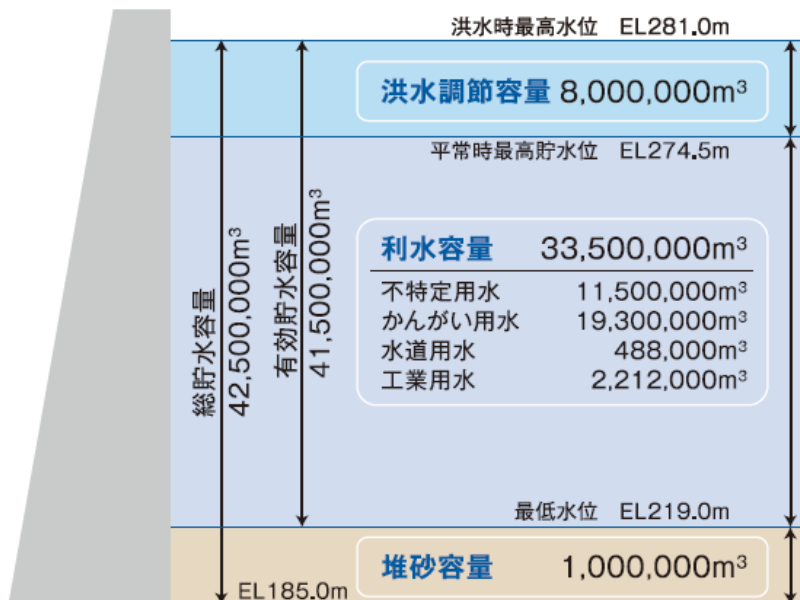 洪水時最高水位 EL281.0m
洪水調節容量 8,000,000m³
平常時最高貯水位 EL274.5m
総貯水容量
42,500,000m³
有効貯水容量
41,500,000m³
利水容量 33,500,000m³
不特定用水 11,500,000m³
かんがい用水 19,300,000m³
水道用水 488,000m³
工業用水 2,212,000m³
最低水位 EL219.0m
堆砂容量 1,000,000m³
EL185.0m